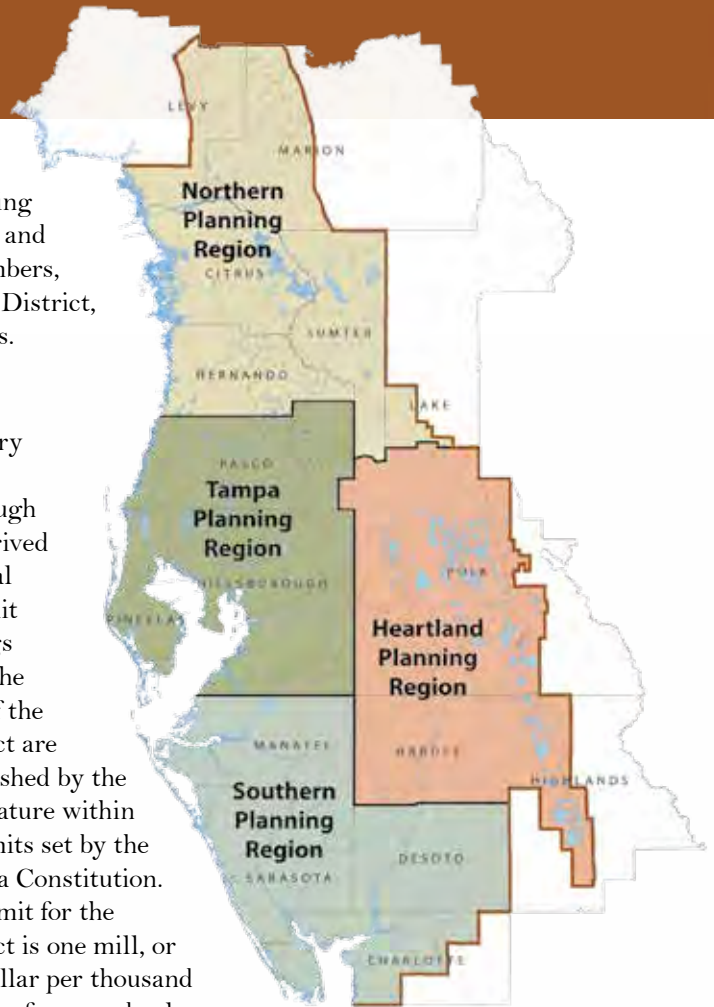 ing
and
nbers,
District,
s.
ry
ugh
rived
al
it
rs
he
f the
ct are
shed by the
ature within
nits set by the
a Constitution.
mit for the
ct is one mill, or
llar per thousand
LEVY
MARION
Northern
Planning
Region
CITRUS
SUMTER
HERNANDO
LAKE
PASCO
Tampa
Planning
Region
HILLSBOROUGH
PINELLAS
POLK
Heartland
Planning
Region
MANATEE
HARDEE
HIGHLANDS
Southern
Planning
Region
SARASOTA
DESOTO
CHARLOTTE